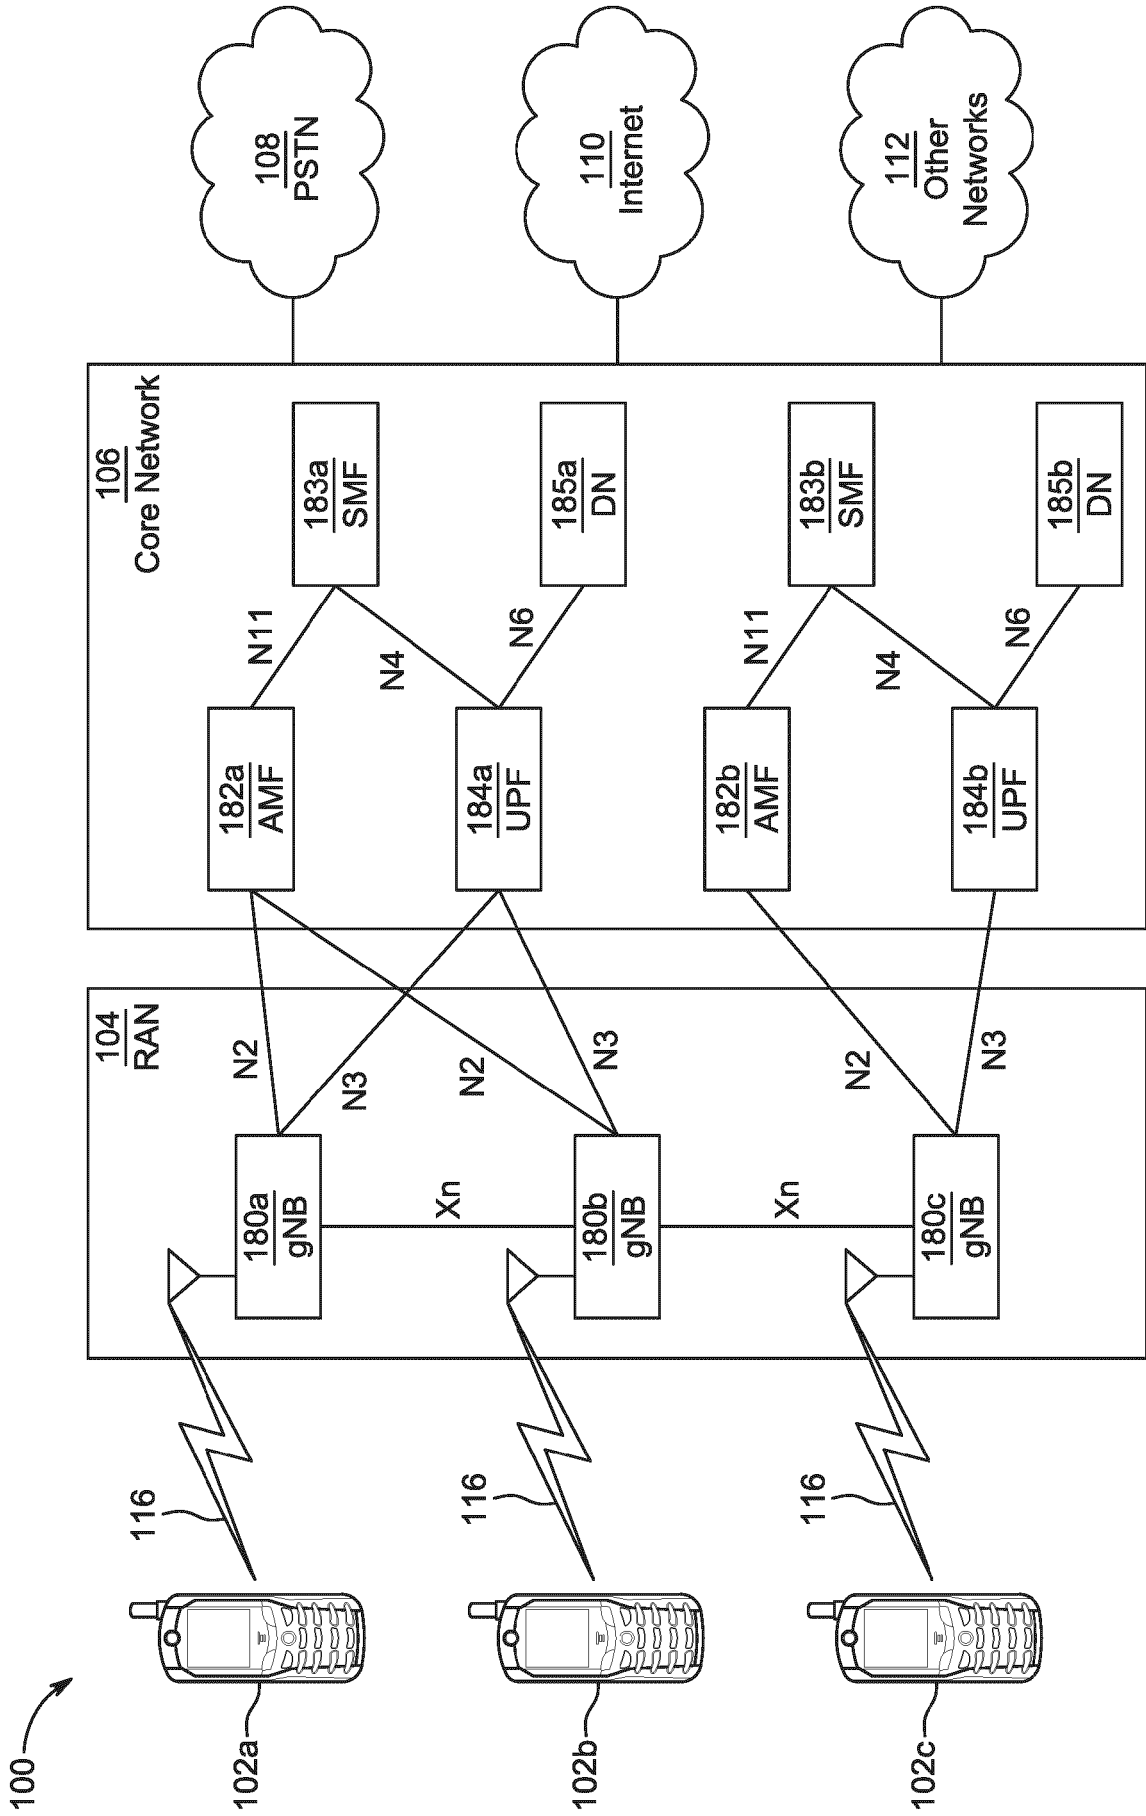 100
102a
102b
102c
116
116
116
104
RAN
180a
gNB
180b
gNB
180c
gNB
Xn
Xn
N2
N3
N2
N3
N2
N3
106
Core Network
182a
AMF
184a
UPF
182b
AMF
184b
UPF
N11
N4
N6
N11
N4
N6
183a
SMF
185a
DN
183b
SMF
185b
DN
108
PSTN
110
Internet
112
Other
Networks